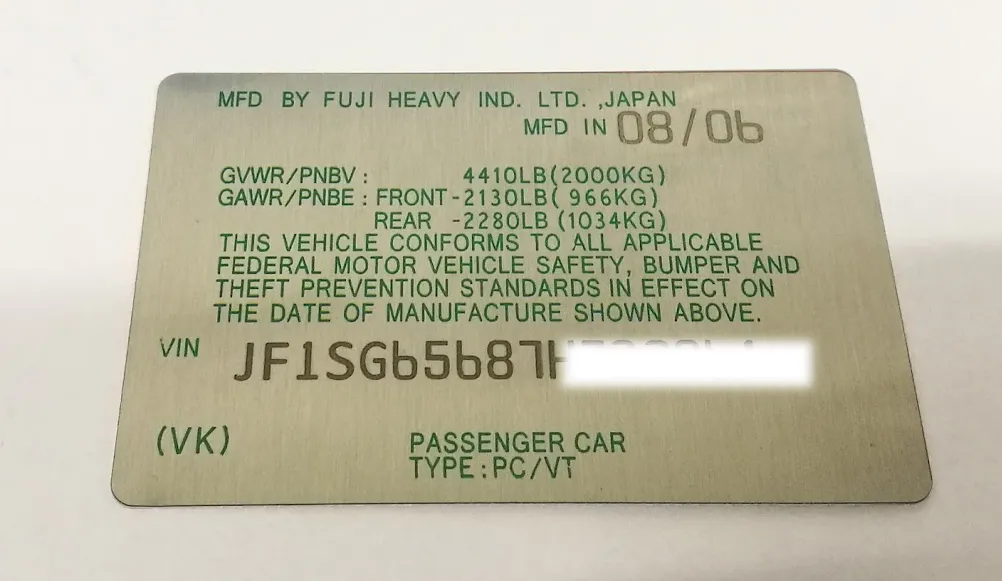 MFD BY FUJI HEAVY IND. LTD. ,JAPAN
MFD IN 08/06
GVWR/PNBV : 4410LB(2000KG)
GAWR/PNBE : FRONT-2130LB( 966KG)
REAR -2280LB(1034KG)
THIS VEHICLE CONFORMS TO ALL APPLICABLE
FEDERAL MOTOR VEHICLE SAFETY, BUMPER AND
THEFT PREVENTION STANDARDS IN EFFECT ON
THE DATE OF MANUFACTURE SHOWN ABOVE.
VIN JF1SG65687H
(VK) PASSENGER CAR
TYPE:PC/VT